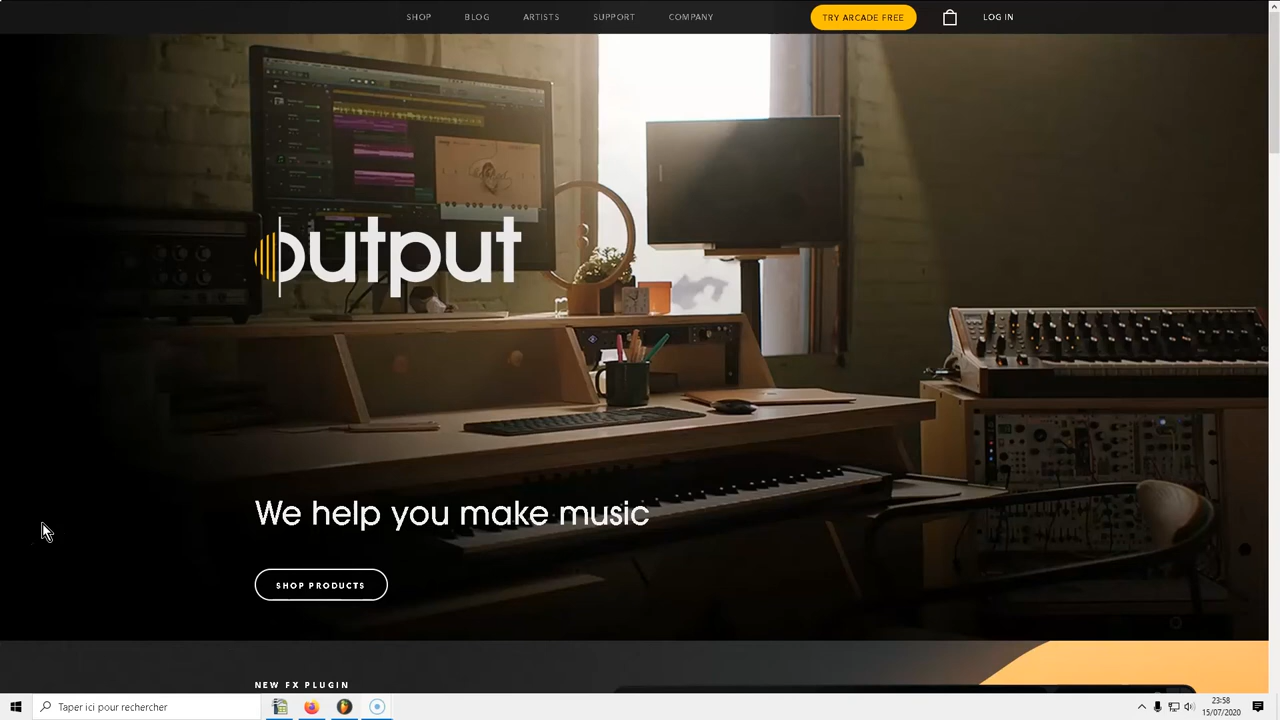 SHOP BLOG ARTISTS SUPPORT COMPANY TRY ARCADE FREE LOG IN
output
We help you make music
SHOP PRODUCTS
NEW FX PLUGIN
Taper ici pour rechercher
23:58
15/07/2020